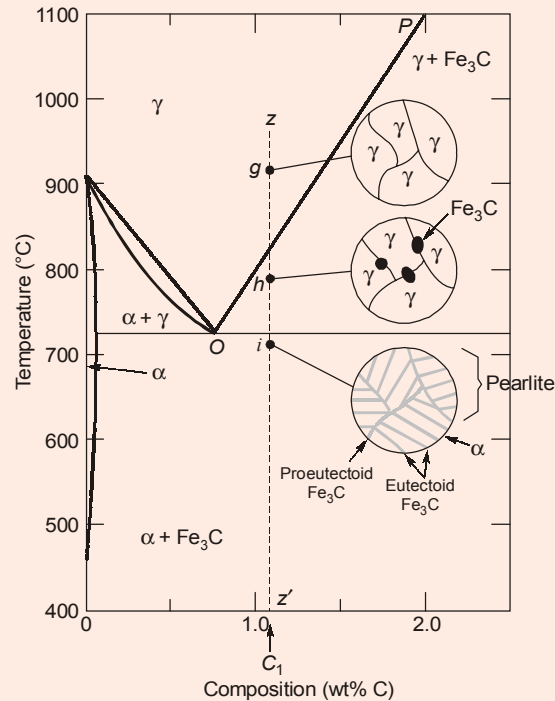 1100
P
γ + Fe₃C
1000
γ
z
γ
γ
γ
γ
g
900
Fe₃C
γ
γ
γ
800
h
α + γ
O
i
700
Pearlite
α
α
600
Proeutectoid
Fe₃C
Eutectoid
Fe₃C
500
α + Fe₃C
400
z′
0
1.0
2.0
C₁
Temperature (°C)
Composition (wt% C)